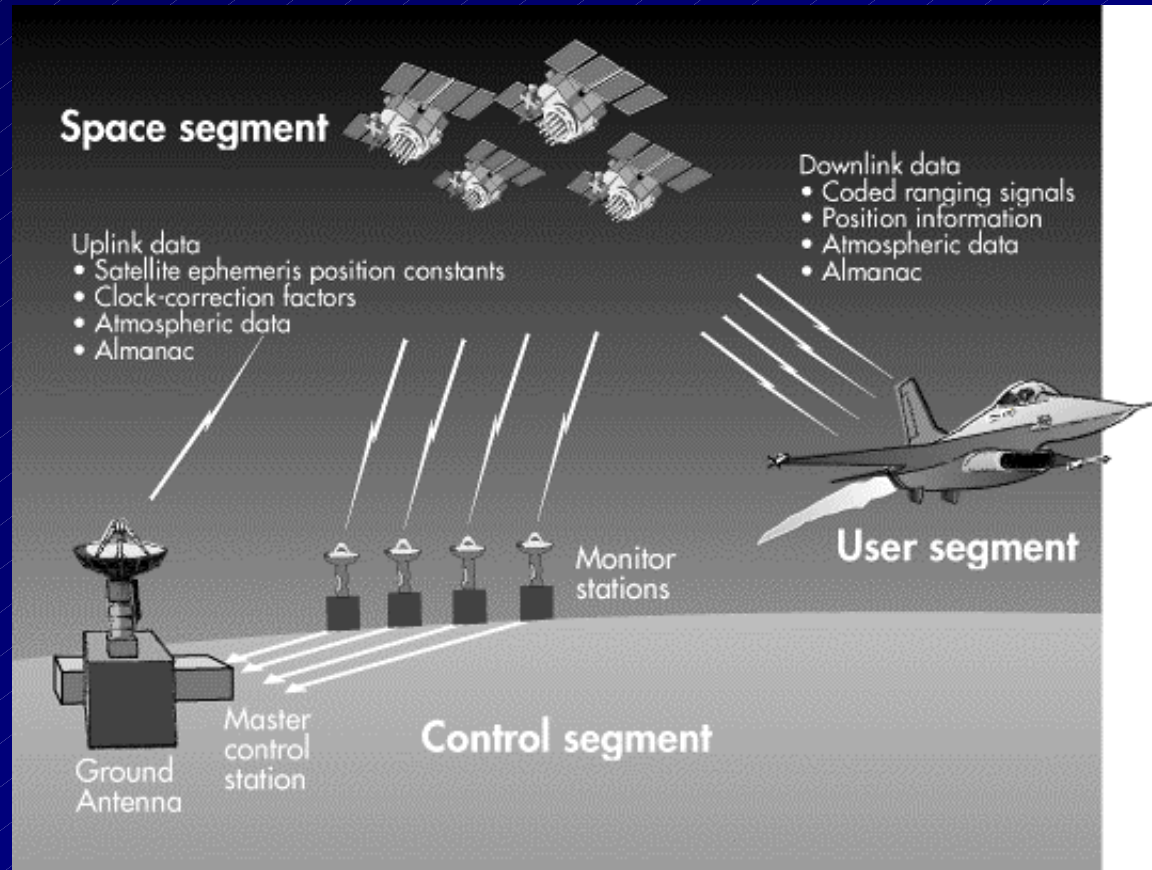 Space segment
Uplink data
• Satellite ephemeris position constants
• Clock-correction factors
• Atmospheric data
• Almanac
Downlink data
• Coded ranging signals
• Position information
• Atmospheric data
• Almanac
User segment
Monitor
stations
Control segment
Master
control
station
Ground
Antenna